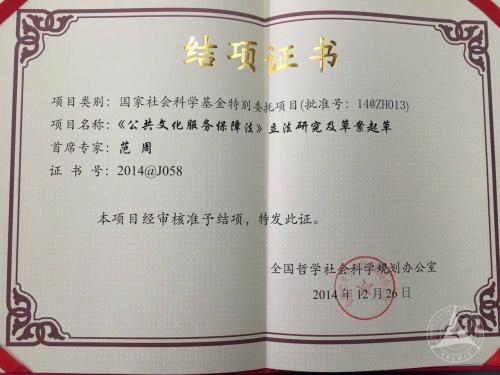 结项证书
项目类别：国家社会科学基金特别委托项目(批准号：14@ZH013)
项目名称：《公共文化服务保障法》立法研究及草案起草
首席专家：范 周
证 书 号：2014@J058
本项目经审核准予结项，特发此证。
全国哲学社会科学规划办公室
2014年12月26日